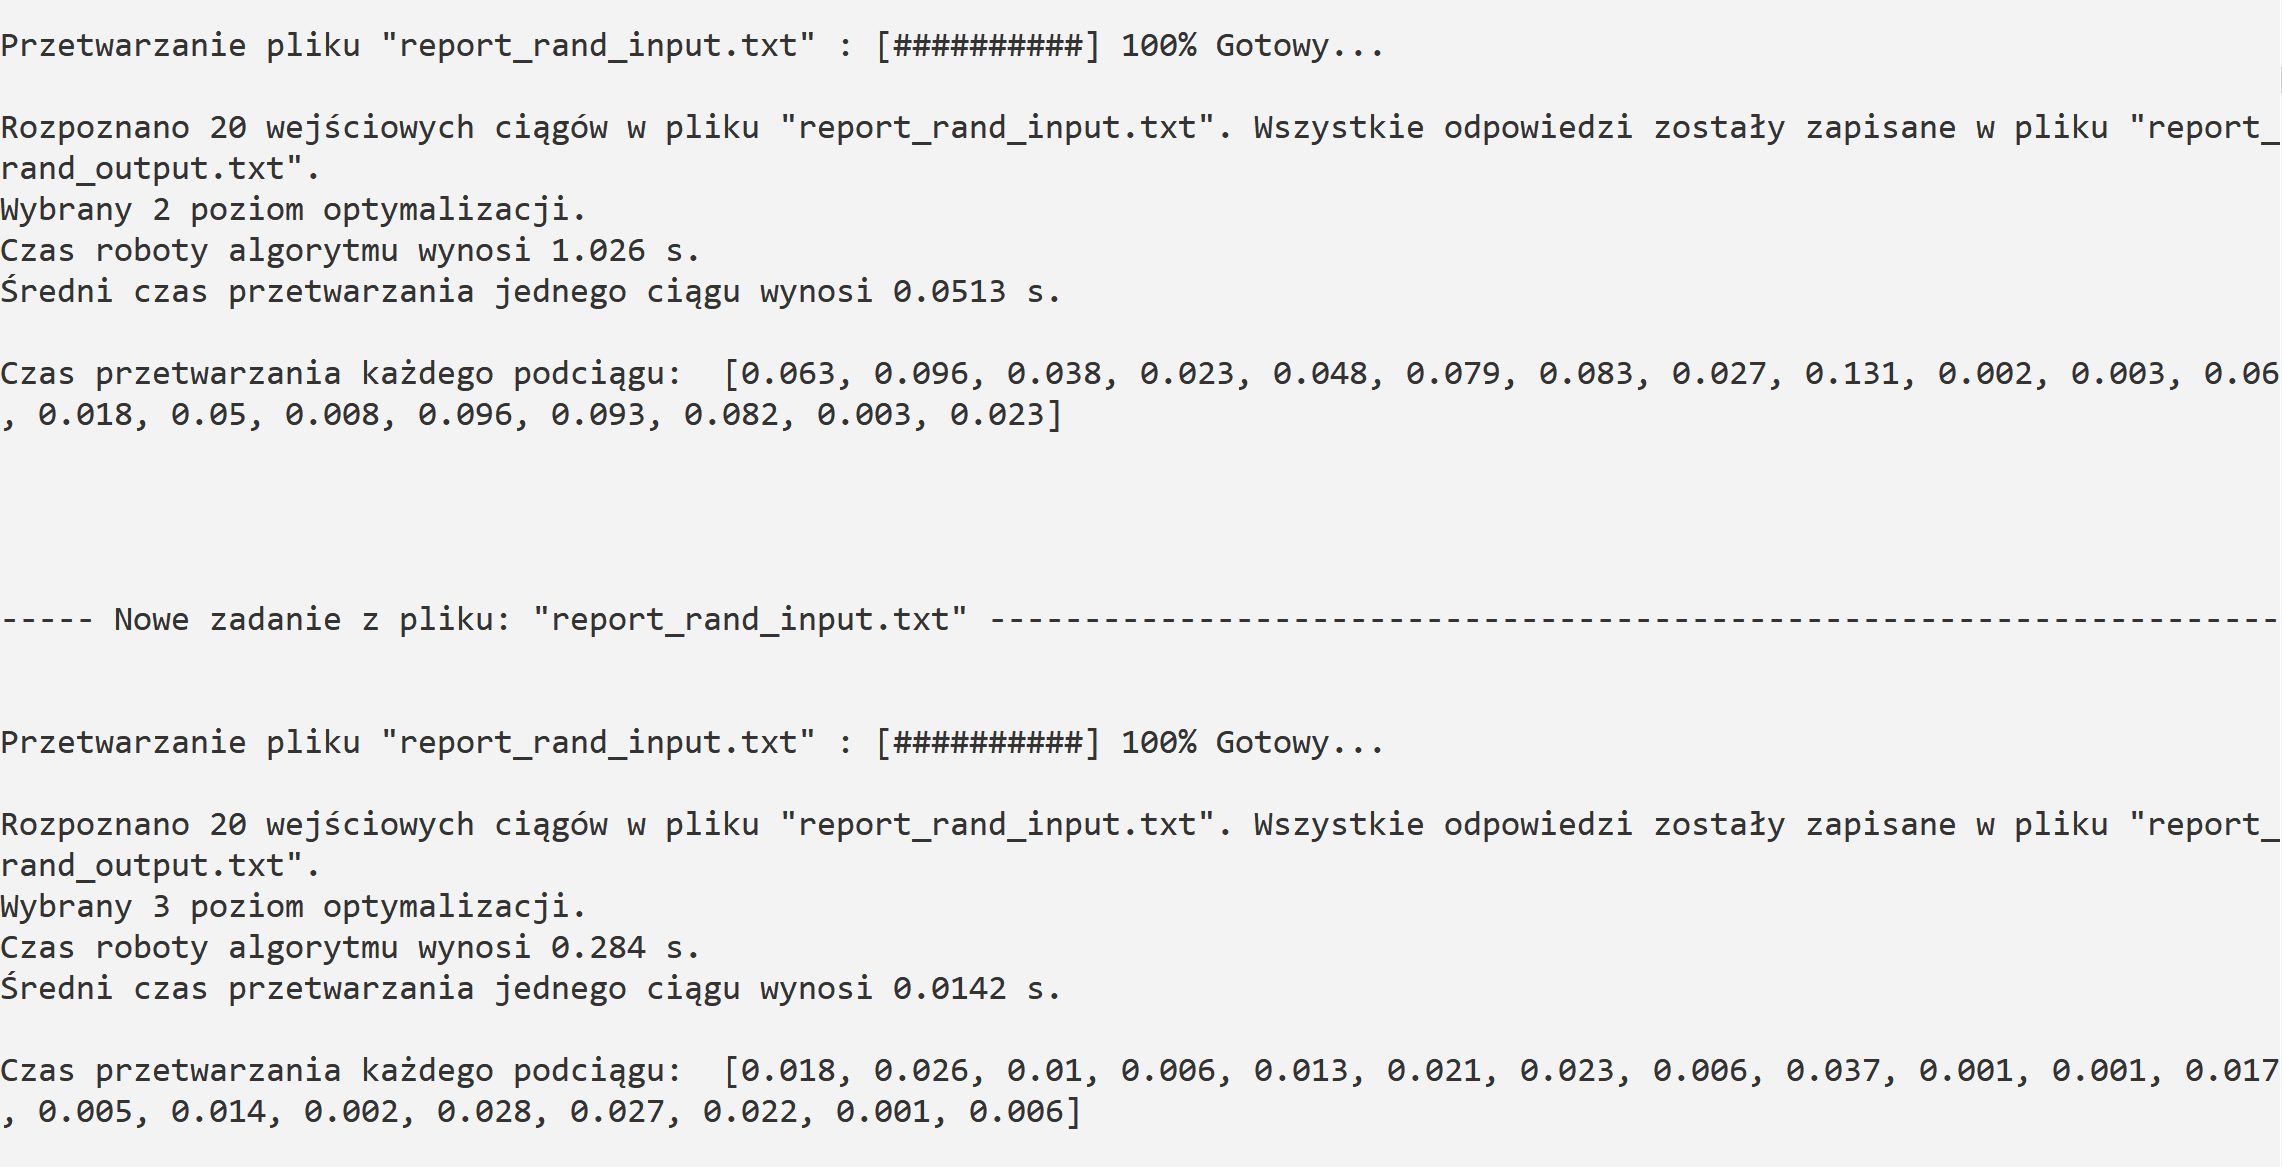 Przetwarzanie pliku "report_rand_input.txt" : [##########] 100% Gotowy...
Rozpoznano 20 wejściowych ciągów w pliku "report_rand_input.txt". Wszystkie odpowiedzi zostały zapisane w pliku "report_
rand_output.txt".
Wybrany 2 poziom optymalizacji.
Czas roboty algorytmu wynosi 1.026 s.
Średni czas przetwarzania jednego ciągu wynosi 0.0513 s.
Czas przetwarzania każdego podciągu:  [0.063, 0.096, 0.038, 0.023, 0.048, 0.079, 0.083, 0.027, 0.131, 0.002, 0.003, 0.06
, 0.018, 0.05, 0.008, 0.096, 0.093, 0.082, 0.003, 0.023]
----- Nowe zadanie z pliku: "report_rand_input.txt" --------------------------------------------------------------------
Przetwarzanie pliku "report_rand_input.txt" : [##########] 100% Gotowy...
Rozpoznano 20 wejściowych ciągów w pliku "report_rand_input.txt". Wszystkie odpowiedzi zostały zapisane w pliku "report_
rand_output.txt".
Wybrany 3 poziom optymalizacji.
Czas roboty algorytmu wynosi 0.284 s.
Średni czas przetwarzania jednego ciągu wynosi 0.0142 s.
Czas przetwarzania każdego podciągu:  [0.018, 0.026, 0.01, 0.006, 0.013, 0.021, 0.023, 0.006, 0.037, 0.001, 0.001, 0.017
, 0.005, 0.014, 0.002, 0.028, 0.027, 0.022, 0.001, 0.006]